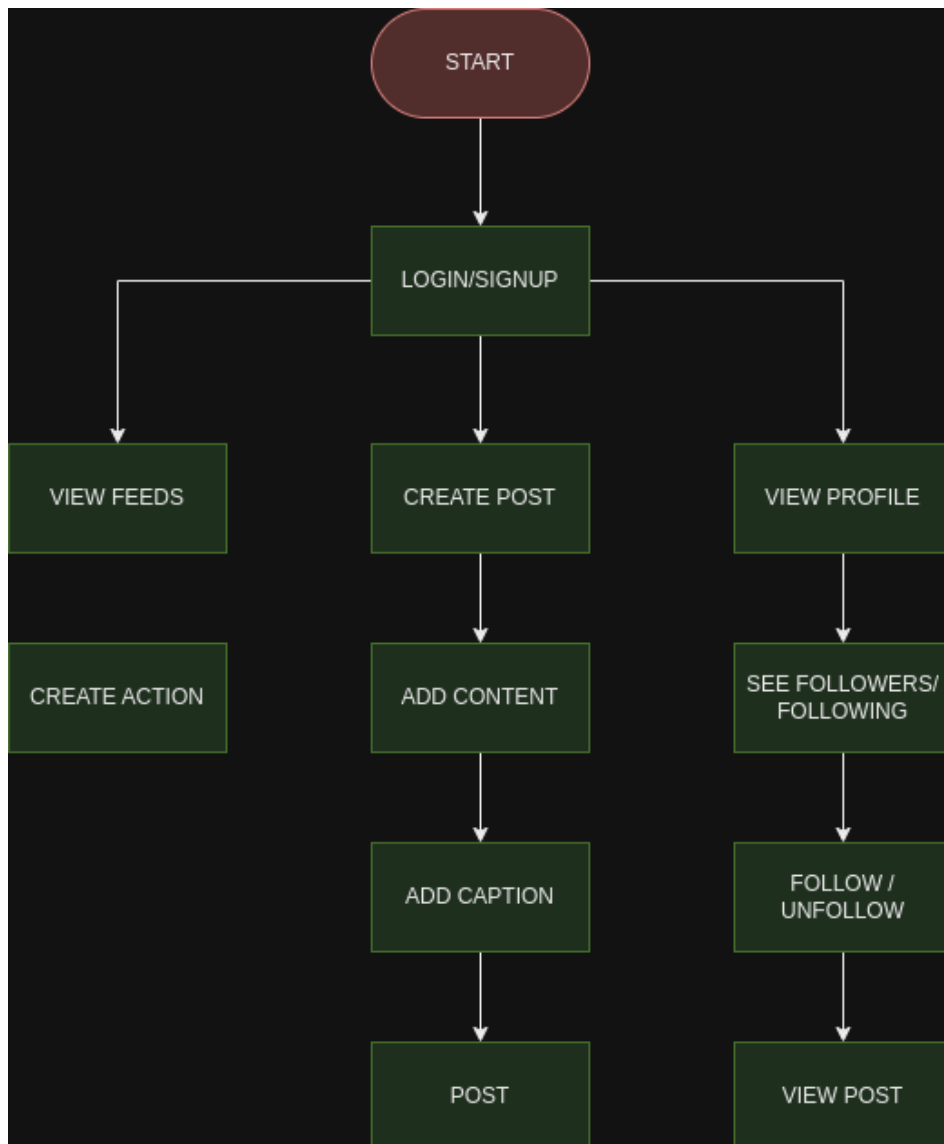 START
LOGIN/SIGNUP
VIEW FEEDS
CREATE POST
VIEW PROFILE
CREATE ACTION
ADD CONTENT
SEE FOLLOWERS/
FOLLOWING
ADD CAPTION
FOLLOW /
UNFOLLOW
POST
VIEW POST